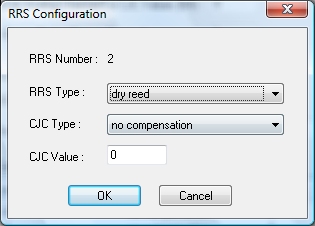 RRS Configuration
RRS Number : 2
RRS Type : dry reed
CJC Type : no compensation
CJC Value : 0
OK Cancel